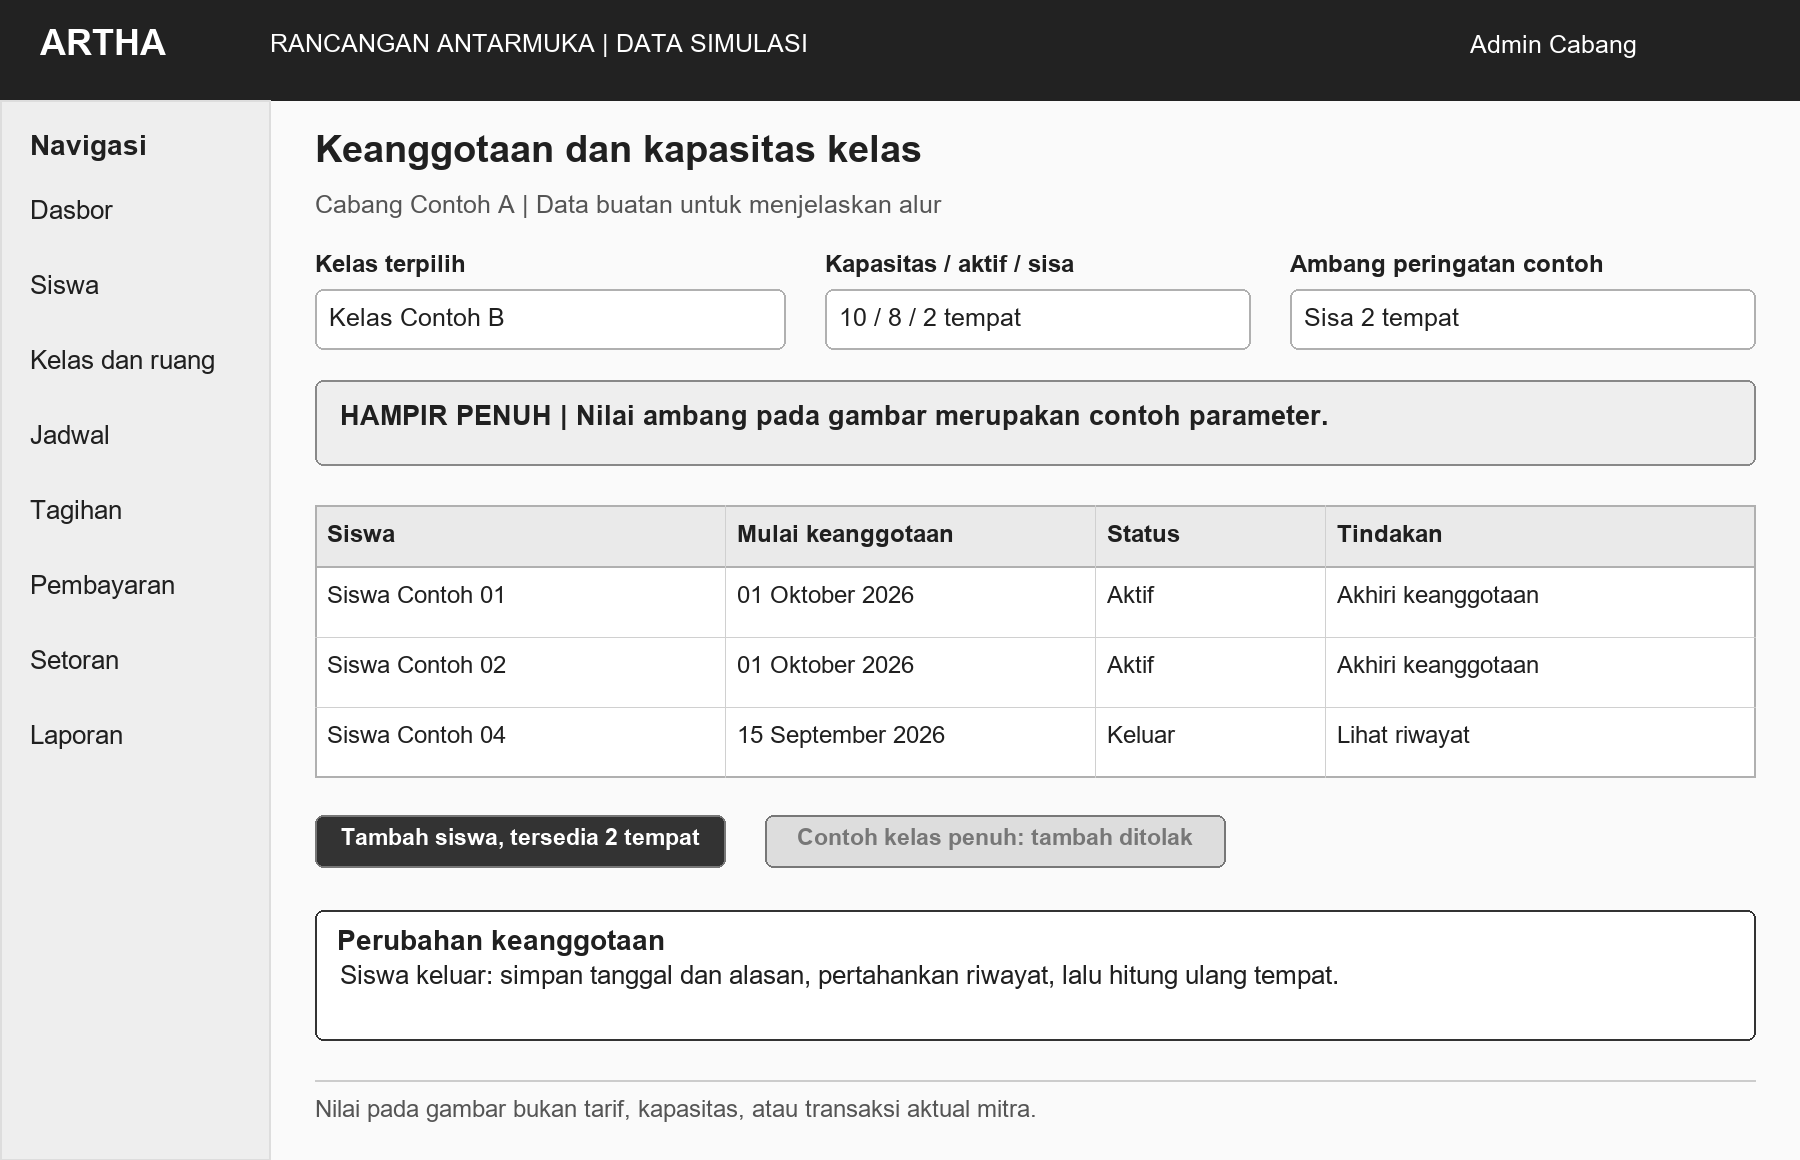 ARTHA
RANCANGAN ANTARMUKA | DATA SIMULASI
Admin Cabang
Navigasi
Dasbor
Siswa
Kelas dan ruang
Jadwal
Tagihan
Pembayaran
Setoran
Laporan
Keanggotaan dan kapasitas kelas
Cabang Contoh A | Data buatan untuk menjelaskan alur
Kelas terpilih
Kelas Contoh B
Kapasitas / aktif / sisa
10 / 8 / 2 tempat
Ambang peringatan contoh
Sisa 2 tempat
HAMPIR PENUH | Nilai ambang pada gambar merupakan contoh parameter.
Siswa Mulai keanggotaan Status Tindakan
Siswa Contoh 01 01 Oktober 2026 Aktif Akhiri keanggotaan
Siswa Contoh 02 01 Oktober 2026 Aktif Akhiri keanggotaan
Siswa Contoh 04 15 September 2026 Keluar Lihat riwayat
Tambah siswa, tersedia 2 tempat
Contoh kelas penuh: tambah ditolak
Perubahan keanggotaan
Siswa keluar: simpan tanggal dan alasan, pertahankan riwayat, lalu hitung ulang tempat.
Nilai pada gambar bukan tarif, kapasitas, atau transaksi aktual mitra.